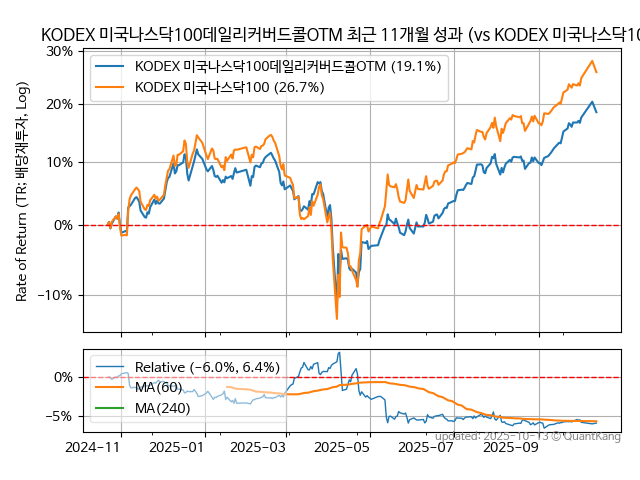 KODEX 미국나스닥100데일리커버드콜OTM 최근 11개월 성과 (vs KODEX 미국나스닥10
Rate of Return (TR: 배당재투자, Log)
30%
20%
10%
0%
−10%
KODEX 미국나스닥100데일리커버드콜OTM (19.1%)
KODEX 미국나스닥100 (26.7%)
0%
−5%
Relative (−6.0%, 6.4%)
MA(60)
MA(240)
2024−11
2025−01
2025−03
2025−05
2025−07
2025−09
updated: 2025-10-13 © QuantKang